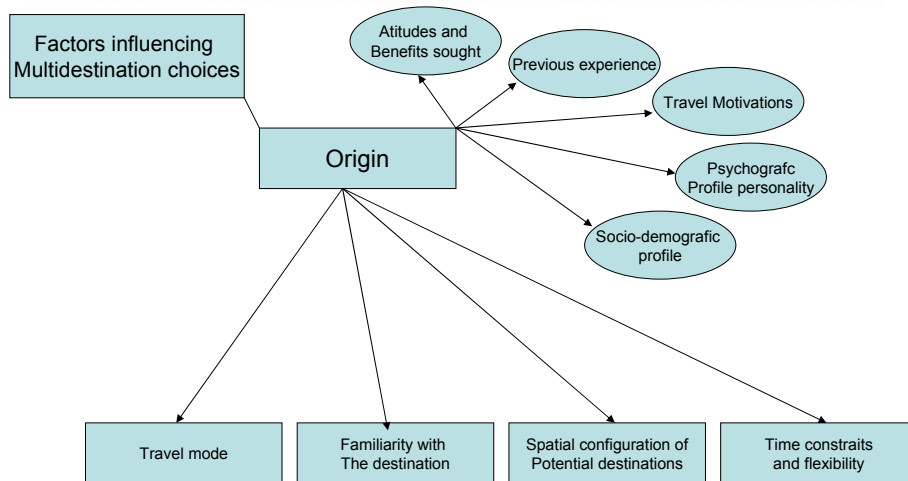 Factors influencing
Multidestination choices
Atitudes and
Benefits sought
Previous experience
Travel Motivations
Origin
Psychografc
Profile personality
Socio-demografic
profile
Travel mode
Familiarity with
The destination
Spatial configuration of
Potential destinations
Time constraits
and flexibility